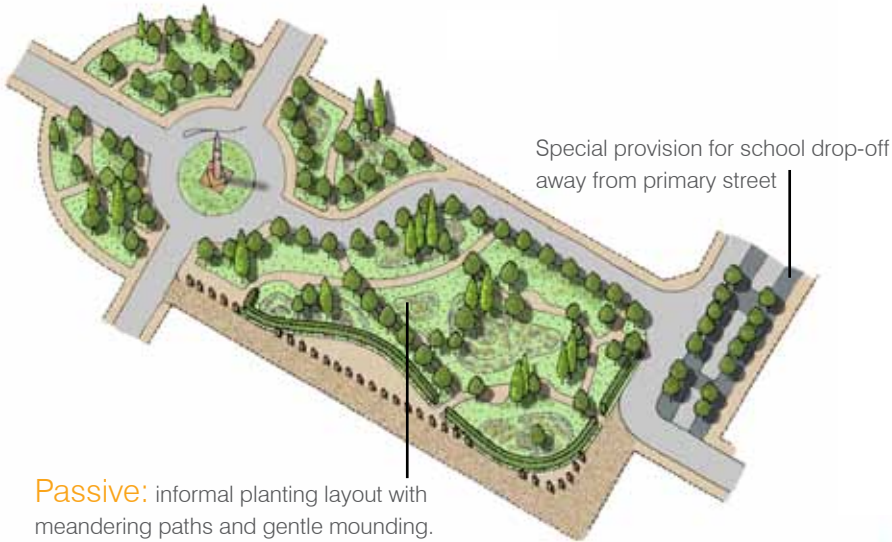 Special provision for school drop-off
away from primary street
Passive: informal planting layout with
meandering paths and gentle mounding.